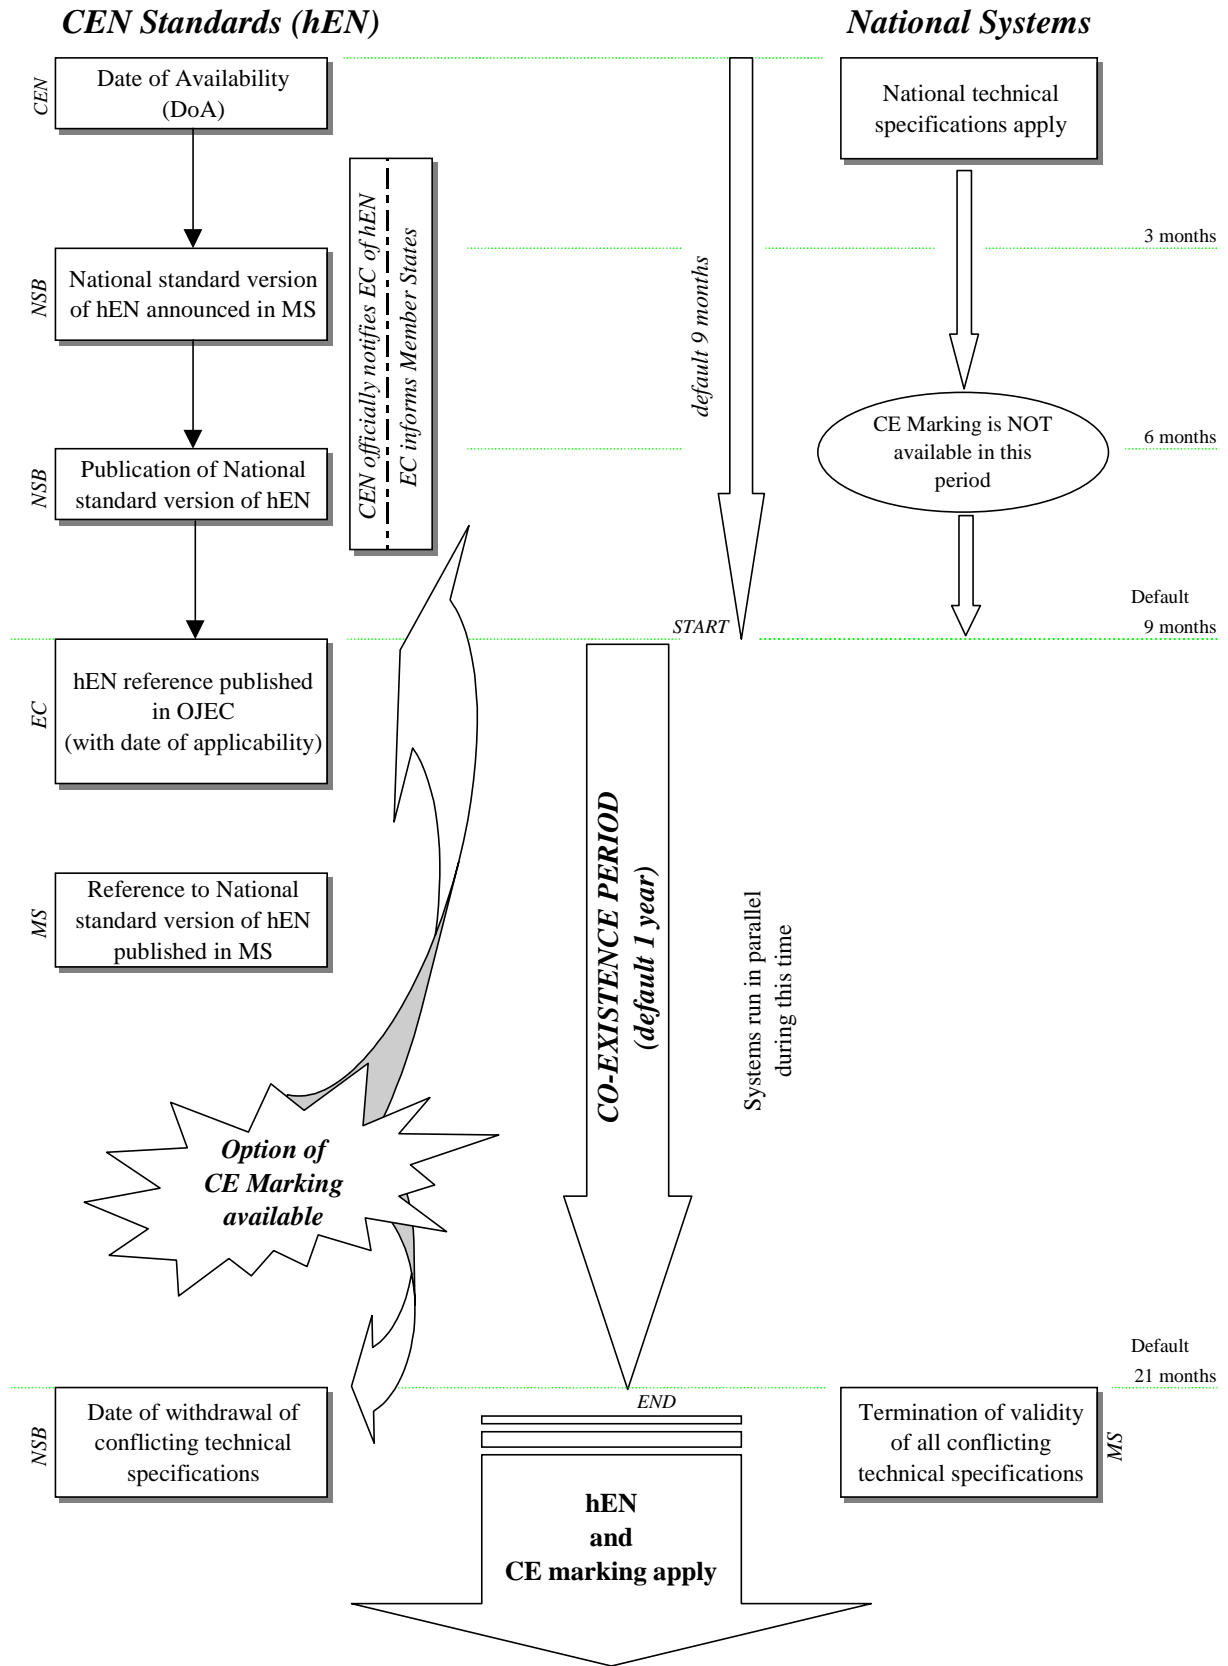 CEN Standards (hEN)
National Systems
CEN
Date of Availability
(DoA)
National technical
specifications apply
3 months
NSB
National standard version
of hEN announced in MS
CEN officially notifies EC of hEN
EC informs Member States
default 9 months
CE Marking is NOT
available in this
period
6 months
NSB
Publication of National
standard version of hEN
Default
9 months
START
EC
hEN reference published
in OJEC
(with date of applicability)
MS
Reference to National
standard version of hEN
published in MS
CO-EXISTENCE PERIOD
(default 1 year)
Systems run in parallel
during this time
Option of
CE Marking
available
Default
21 months
END
NSB
Date of withdrawal of
conflicting technical
specifications
Termination of validity
of all conflicting
technical specifications
MS
hEN
and
CE marking apply